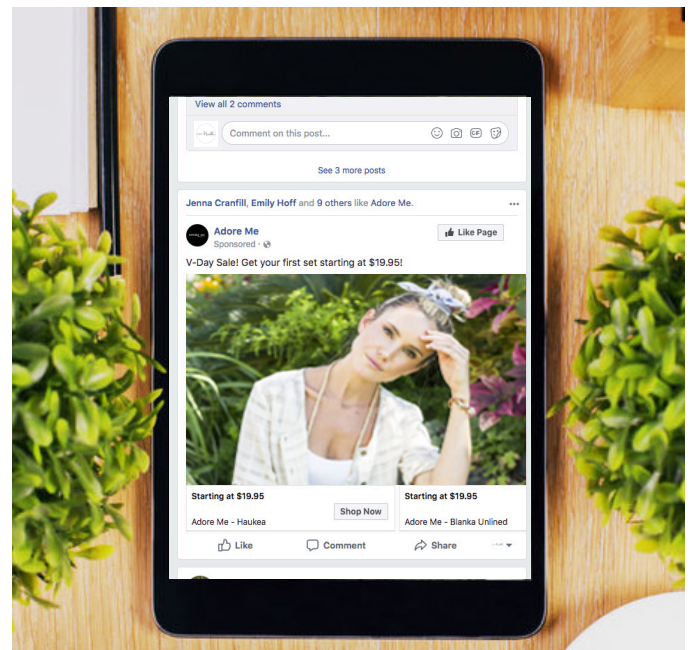 View all 2 comments
Comment on this post...
GIF
See 3 more posts
Jenna Cranfill, Emily Hoff and 9 others like Adore Me.
Adore Me
Like Page
Sponsored ·
V-Day Sale! Get your first set starting at $19.95!
Starting at $19.95
Shop Now
Adore Me - Haukea
Starting at $19.95
Adore Me - Blanka Unlined
Like
Comment
Share